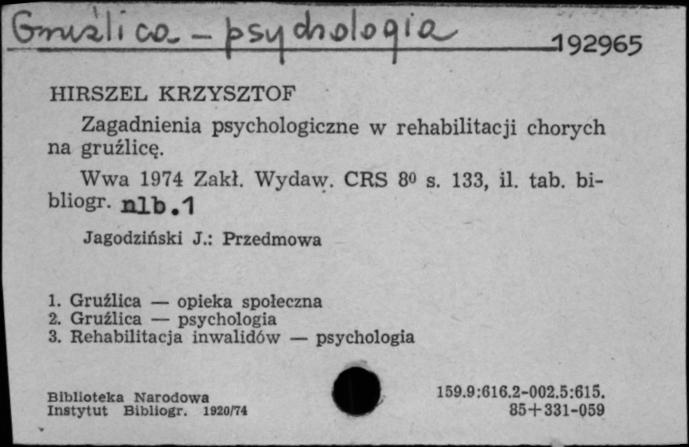 Gruźlica - psychologia
192965
HIRSZEL KRZYSZTOF
Zagadnienia psychologiczne w rehabilitacji chorych
na gruźlicę.
Wwa 1974 Zakł. Wydaw. CRS 8⁰ s. 133, il. tab. bi-
bliogr. nlb.1
Jagodziński J.: Przedmowa
1. Gruźlica — opieka społeczna
2. Gruźlica — psychologia
3. Rehabilitacja inwalidów — psychologia
Biblioteka Narodowa
Instytut Bibliogr. 1920/74
159.9:616.2-002.5:615.
85+331-059